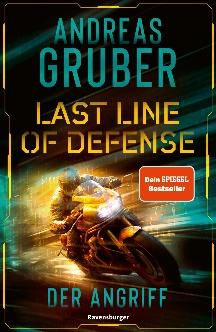 ANDREAS
GRUBER
LAST LINE
OF DEFENSE
Dein SPIEGEL
Bestseller
DER ANGRIFF
Ravensburger